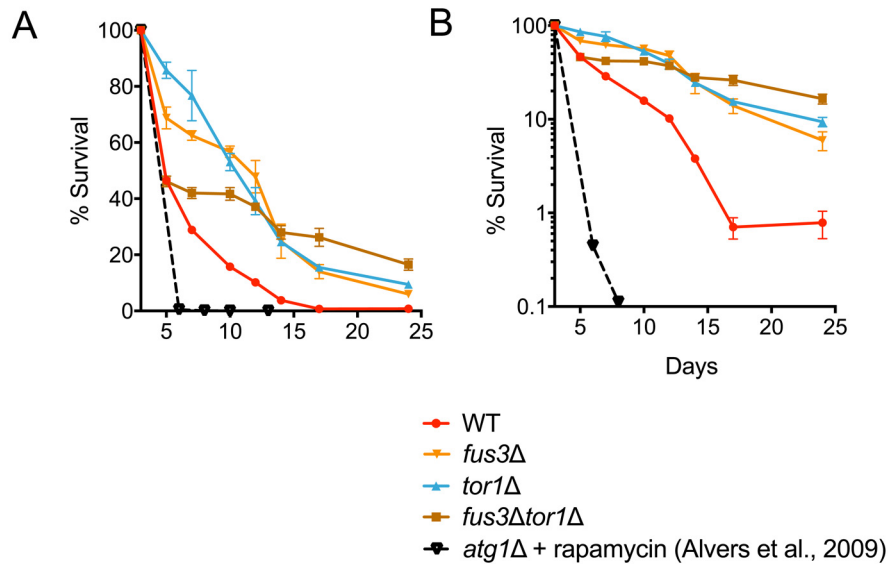 A
% Survival
100
80
60
40
20
0
5
10
15
20
25
B
% Survival
100
10
1
0.1
5
10
15
20
25
Days
WT
fus3Δ
tor1Δ
fus3Δtor1Δ
atg1Δ + rapamycin (Alvers et al., 2009)